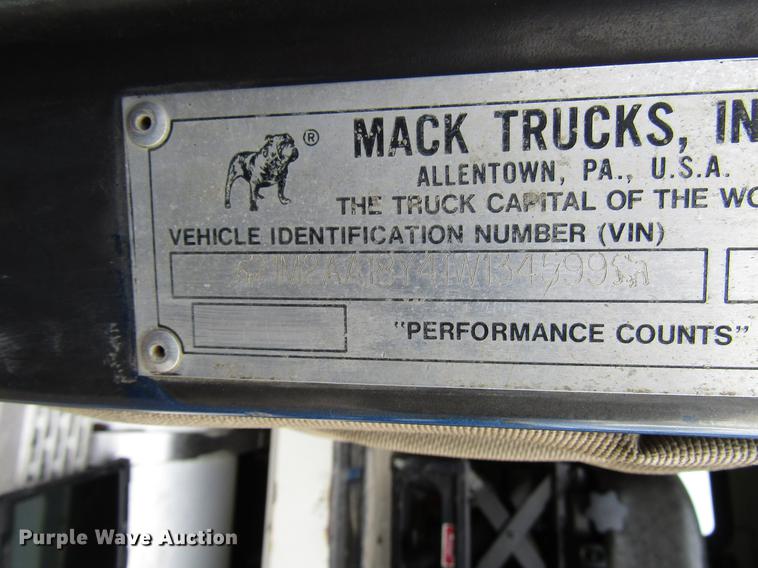 MACK TRUCKS, IN
ALLENTOWN, PA., U.S.A.
THE TRUCK CAPITAL OF THE WO
VEHICLE IDENTIFICATION NUMBER (VIN)
1M2AA18Y41W134599
"PERFORMANCE COUNTS"
Purple Wave Auction